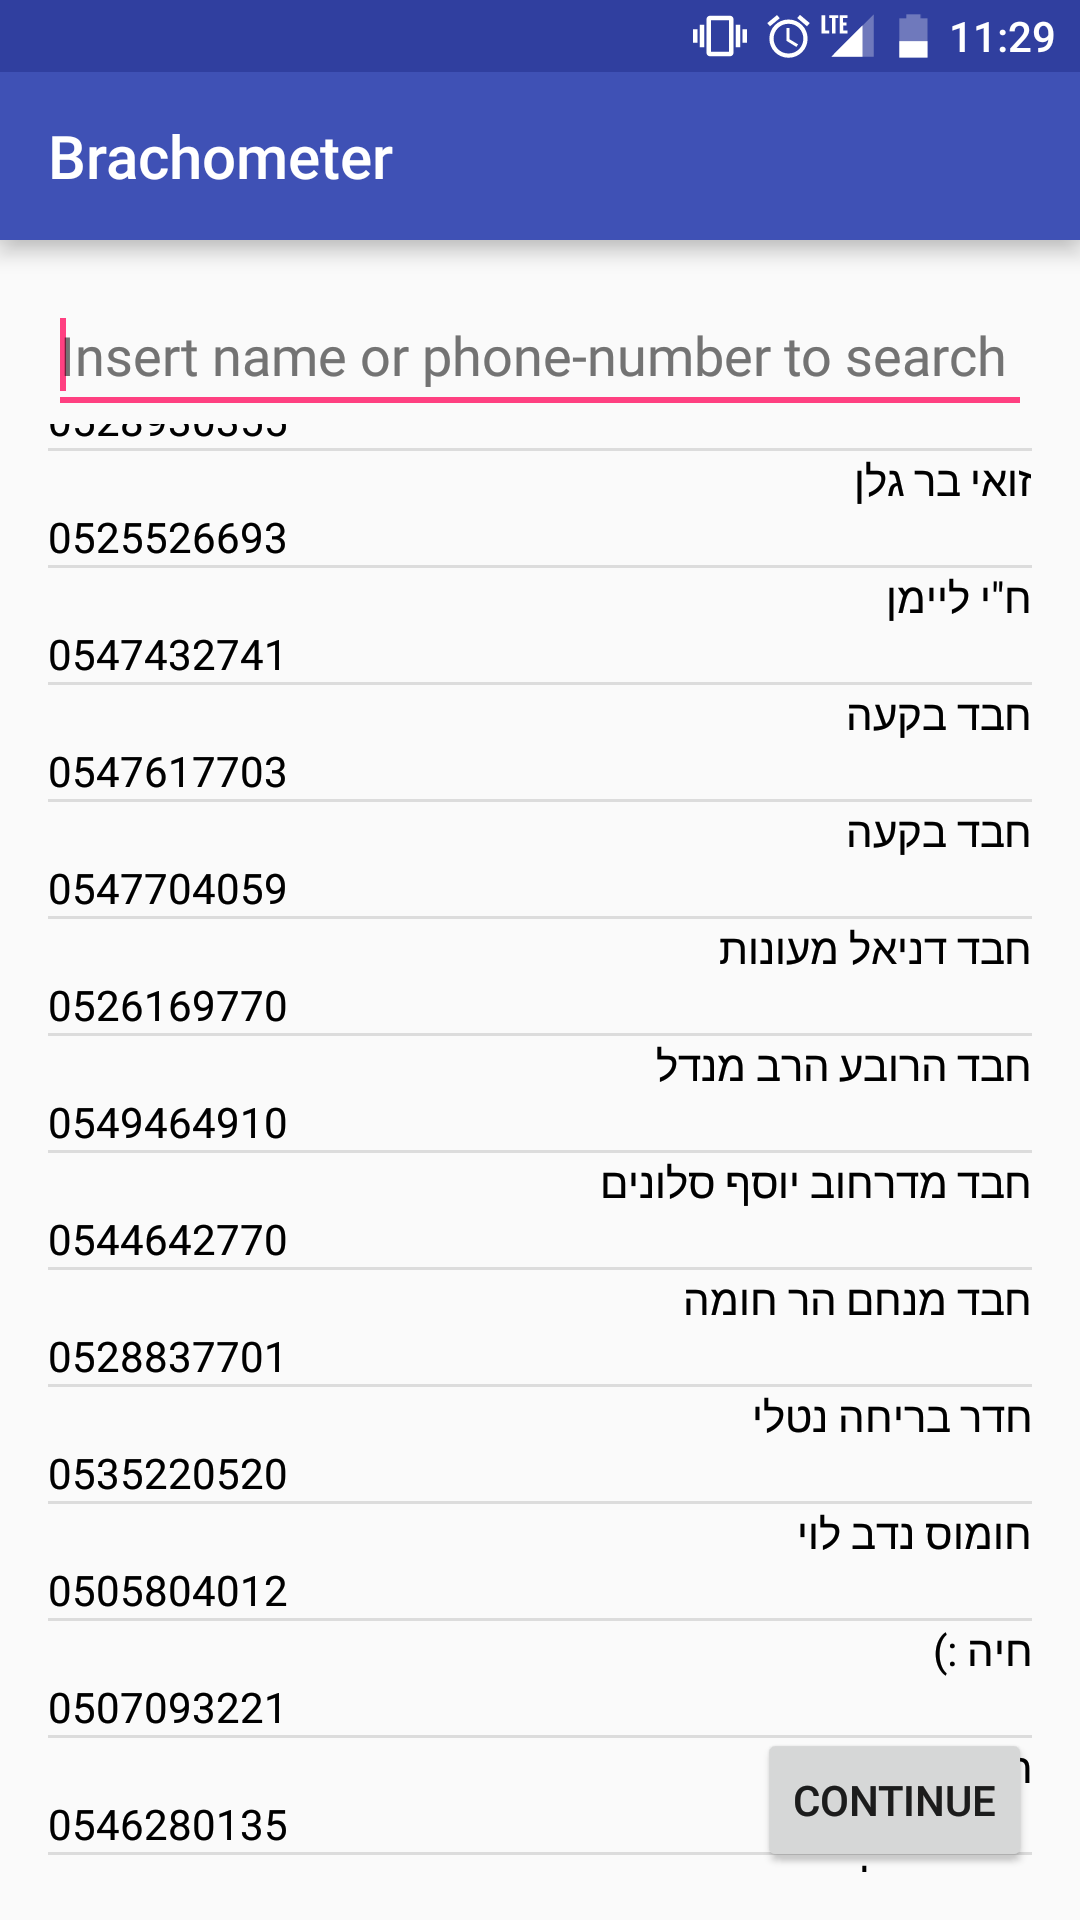 LTE 11:29
Brachometer
Insert name or phone-number to search
זואי בר גלן
0525526693
ח"י ליימן
0547432741
חבד בקעה
0547617703
חבד בקעה
0547704059
חבד דניאל מעונות
0526169770
חבד הרובע הרב מנדל
0549464910
חבד מדרחוב יוסף סלונים
0544642770
חבד מנחם הר חומה
0528837701
חדר בריחה נטלי
0535220520
חומוס נדב לוי
0505804012
חיה :)
0507093221
CONTINUE
0546280135